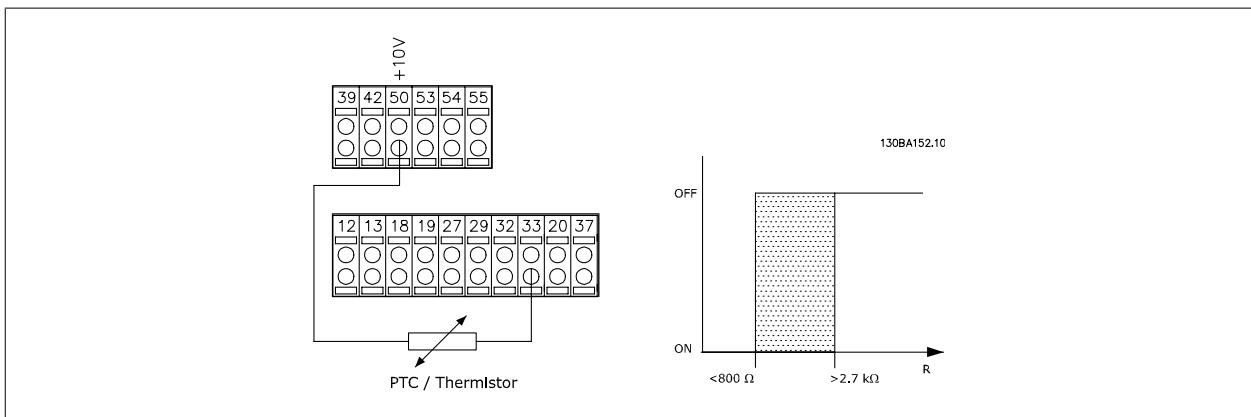 +10V
39 42 50 53 54 55
130BA152.10
OFF
12 13 18 19 27 29 32 33 20 37
ON
R
<800 Ω
>2.7 kΩ
PTC / Thermistor